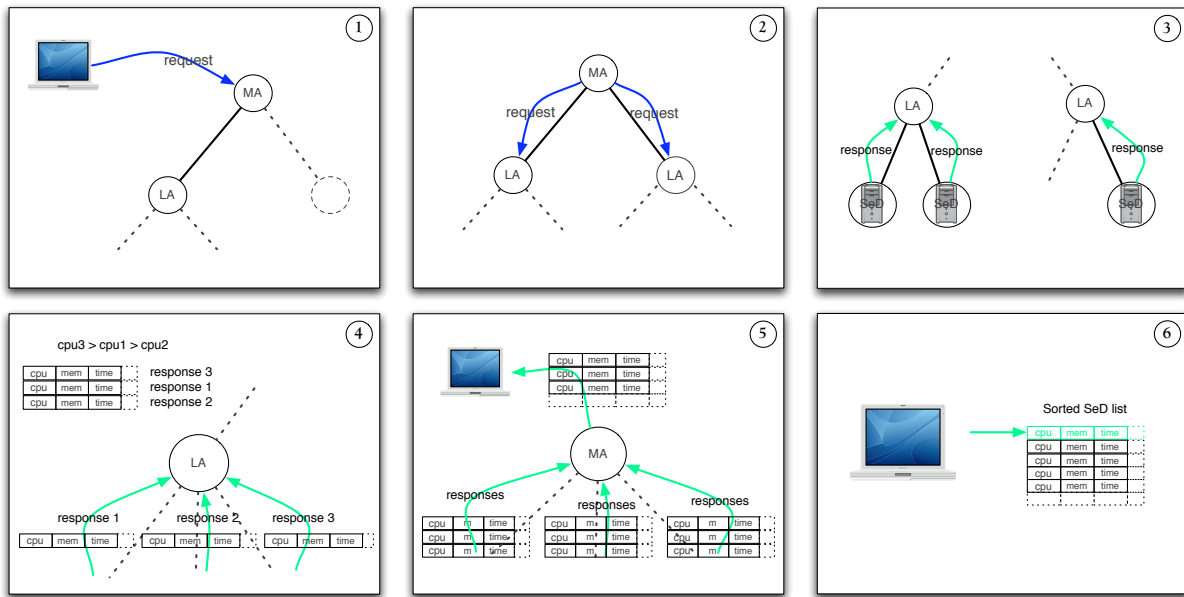 1
request
MA
LA
2
MA
request request
LA LA
3
LA LA
response response response
SeD SeD SeD
4
cpu3 > cpu1 > cpu2
cpu mem time response 3
cpu mem time response 1
cpu mem time response 2
LA
response 1 response 2 response 3
cpu mem time cpu mem time cpu mem time
5
cpu mem time
cpu mem time
cpu mem time
MA
responses responses responses
cpu m time cpu m time cpu m time
cpu m time cpu m time cpu m time
cpu m time cpu m time cpu m time
6
Sorted SeD list
cpu mem time
cpu mem time
cpu mem time
cpu mem time
cpu mem time